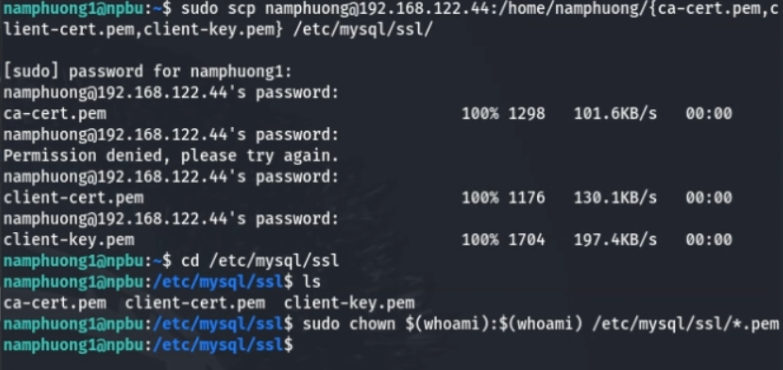 namphuong1@npbu:~$ sudo scp namphuong@192.168.122.44:/home/namphuong/{ca-cert.pem,c
lient-cert.pem,client-key.pem} /etc/mysql/ssl/
[sudo] password for namphuong1:
namphuong@192.168.122.44's password:
ca-cert.pem 100% 1298 101.6KB/s 00:00
namphuong@192.168.122.44's password:
Permission denied, please try again.
namphuong@192.168.122.44's password:
client-cert.pem 100% 1176 130.1KB/s 00:00
namphuong@192.168.122.44's password:
client-key.pem 100% 1704 197.4KB/s 00:00
namphuong1@npbu:~$ cd /etc/mysql/ssl
namphuong1@npbu:/etc/mysql/ssl$ ls
ca-cert.pem client-cert.pem client-key.pem
namphuong1@npbu:/etc/mysql/ssl$ sudo chown $(whoami):$(whoami) /etc/mysql/ssl/*.pem
namphuong1@npbu:/etc/mysql/ssl$